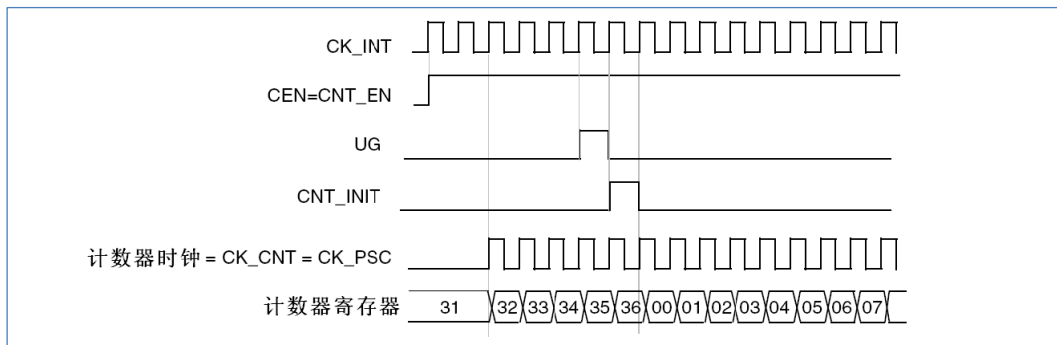 CK_INT
CEN=CNT_EN
UG
CNT_INIT
计数器时钟 = CK_CNT = CK_PSC
计数器寄存器 31 32 33 34 35 36 00 01 02 03 04 05 06 07